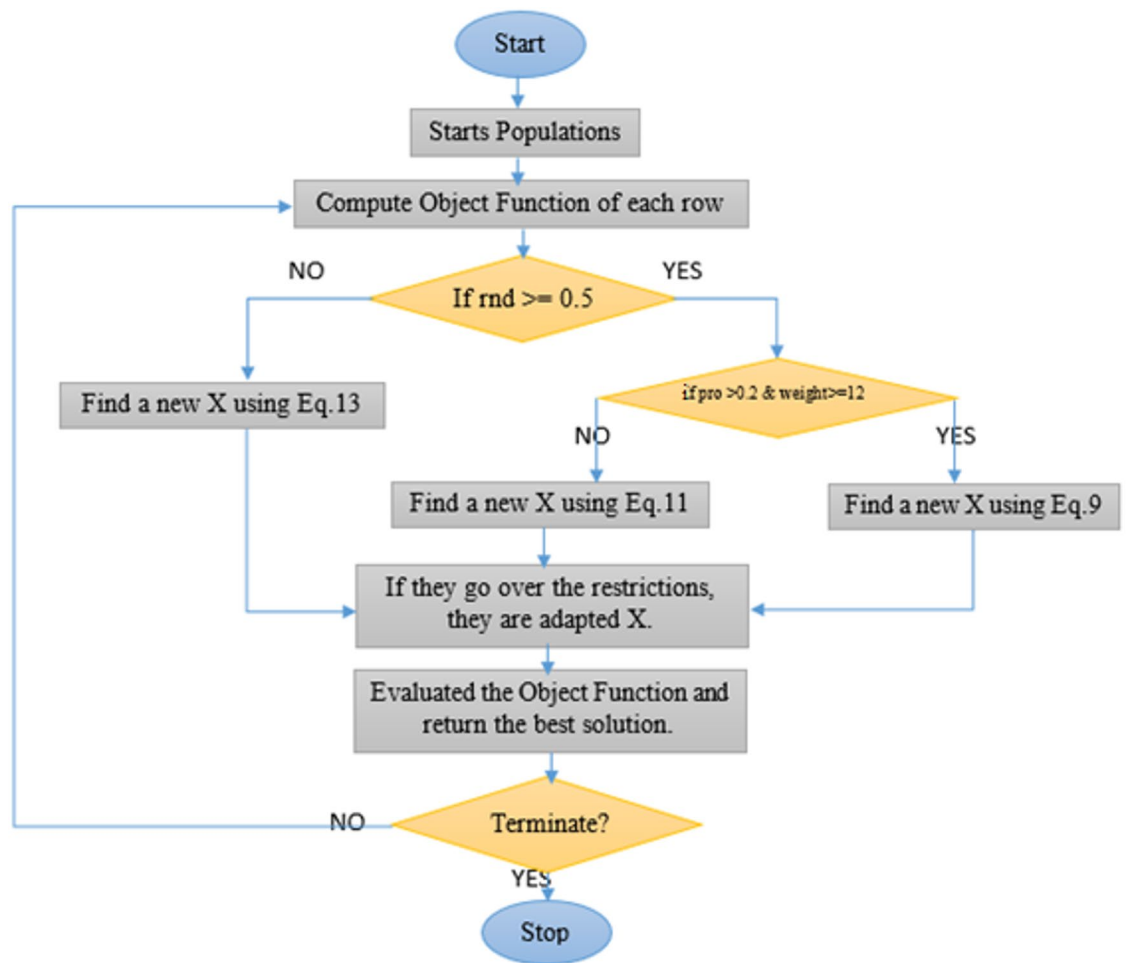 Start
Starts Populations
Compute Object Function of each row
NO
YES
If rnd >= 0.5
if pro >0.2 & weight>=12
Find a new X using Eq.13
NO
YES
Find a new X using Eq.11
Find a new X using Eq.9
If they go over the restrictions,
they are adapted X.
Evaluated the Object Function and
return the best solution.
NO
Terminate?
YES
Stop